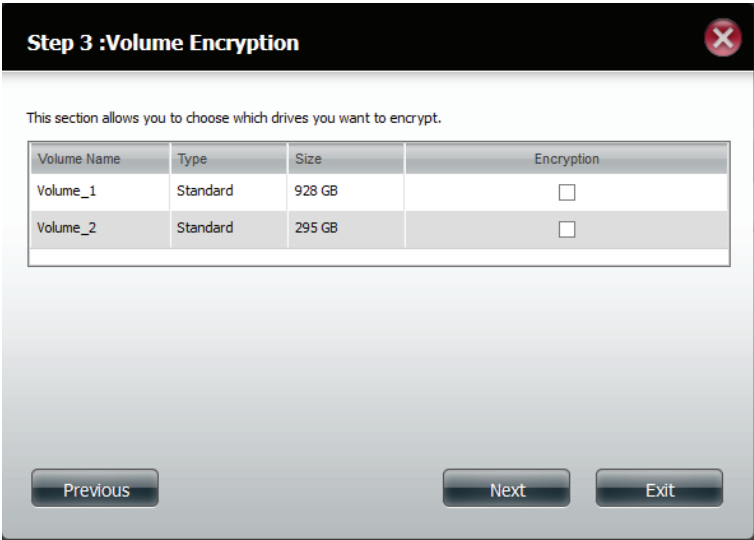 Step 3 :Volume Encryption
This section allows you to choose which drives you want to encrypt.
Volume Name Type Size Encryption
Volume_1 Standard 928 GB
Volume_2 Standard 295 GB
Previous Next Exit